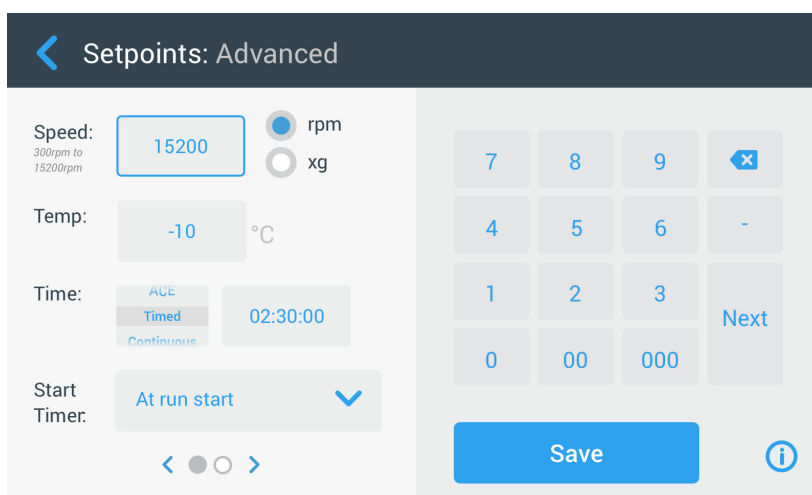 Setpoints: Advanced
Speed:
300rpm to
15200rpm
15200
rpm
xg
Temp:
-10
°C
Time:
ACE
Timed
Continuous
02:30:00
Start
Timer:
At run start
7 8 9
4 5 6 -
1 2 3
Next
0 00 000
Save